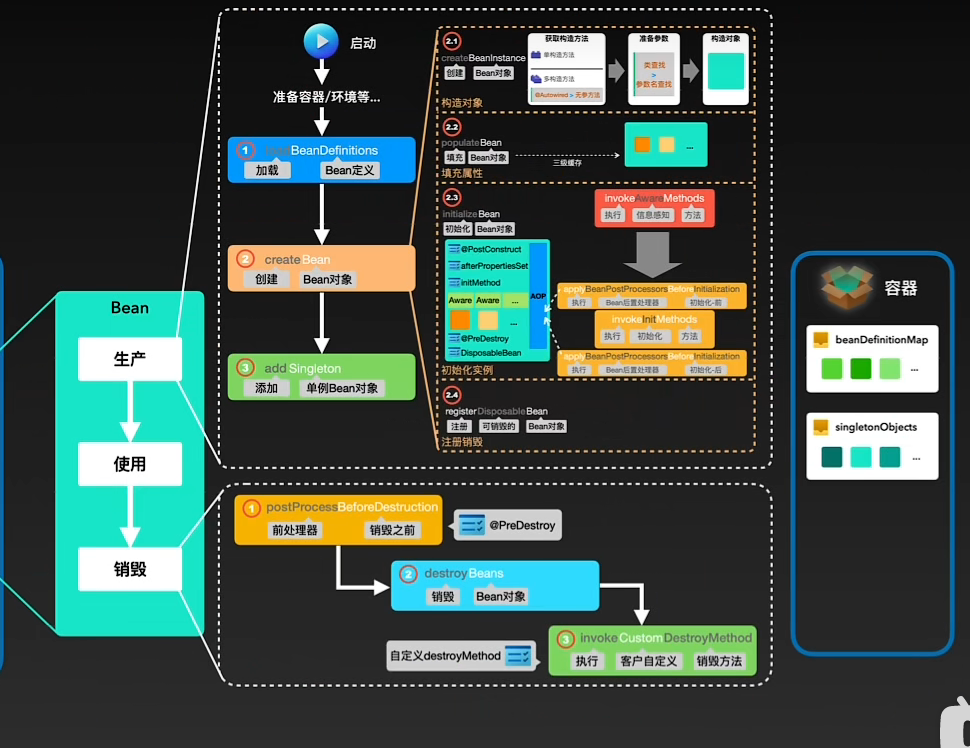 Bean
生产
使用
销毁
启动
准备容器/环境等...
1
BeanDefinitions
加载
Bean定义
2
createBean
创建
Bean对象
3
addSingleton
添加
单例Bean对象
2.1
createBeanInstance
创建
Bean对象
构造对象
获取构造方法
单构造方法
多构造方法
@Autowired > 无参方法
准备参数
类查找
>
参数名查找
构造对象
2.2
populateBean
填充
Bean对象
填充属性
三级缓存
...
2.3
initializeBean
初始化
Bean对象
@PostConstruct
afterPropertiesSet
initMethod
Aware
Aware
...
...
@PreDestroy
DisposableBean
AOP
初始化实例
invokeAwareMethods
执行
信息感知
方法
applyBeanPostProcessorsBeforeInitialization
执行
Bean后置处理器
初始化-前
invokeInitMethods
执行
初始化
方法
applyBeanPostProcessorsBeforeInitialization
执行
Bean后置处理器
初始化-后
2.4
registerDisposableBean
注册
可销毁的
Bean对象
注册销毁
1
postProcessBeforeDestruction
前处理器
销毁之前
@PreDestroy
2
destroyBeans
销毁
Bean对象
自定义destroyMethod
3
invokeCustomDestroyMethod
执行
客户自定义
销毁方法
容器
beanDefinitionMap
...
singletonObjects
...